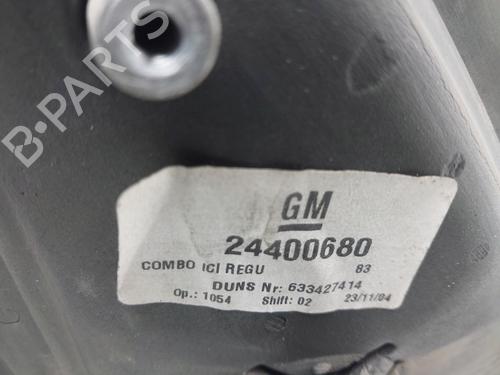 B-PARTS
GM
24400680
COMBO ICI REGU 83
DUNS Nr: 633427414
Op.: 1054 Shift: 02 23/11/04